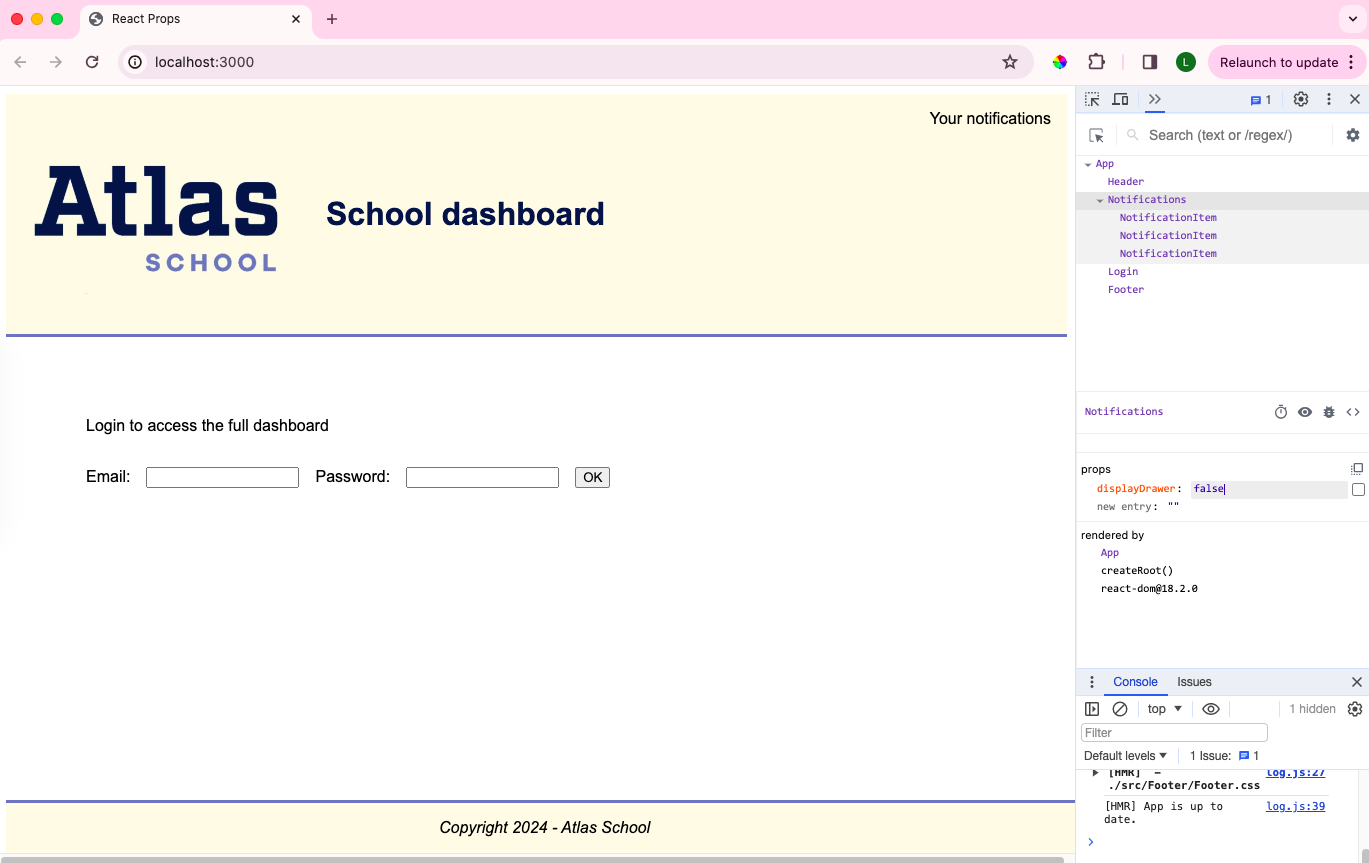 React Props
localhost:3000
L
Relaunch to update
Your notifications
Atlas
SCHOOL
School dashboard
Login to access the full dashboard
Email:
Password:
OK
Copyright 2024 - Atlas School
1
Search (text or /regex/)
App
Header
Notifications
NotificationItem
NotificationItem
NotificationItem
Login
Footer
Notifications
props
displayDrawer: false
new entry: ""
rendered by
App
createRoot()
react-dom@18.2.0
Console Issues
top 1 hidden
Filter
Default levels 1 Issue: 1
[HMR] – log.js:27
./src/Footer/Footer.css
[HMR] App is up to log.js:39
date.